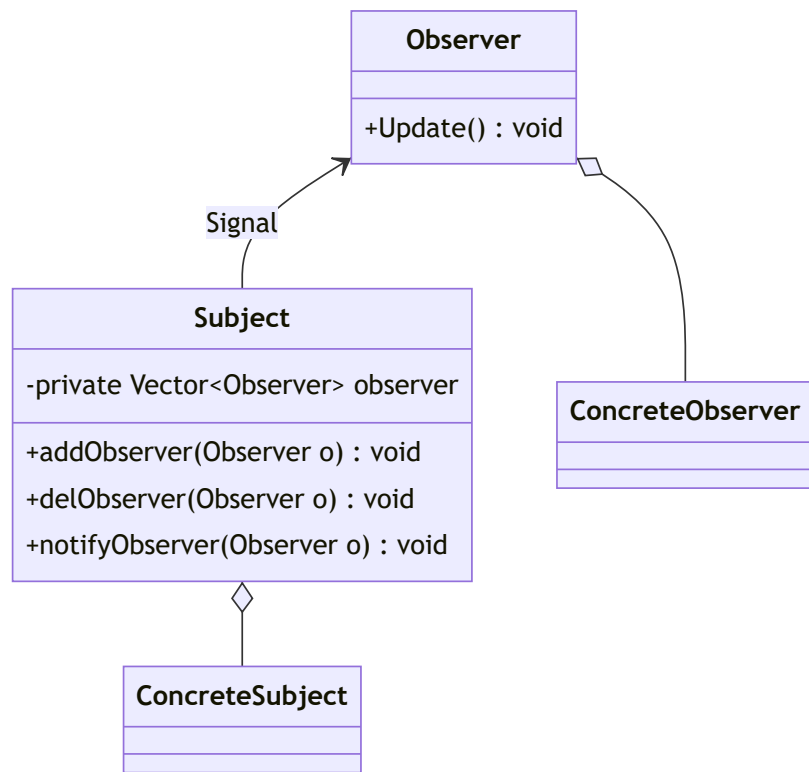 Observer
+Update() : void
Signal
Subject
-private Vector<Observer> observer
+addObserver(Observer o) : void
+delObserver(Observer o) : void
+notifyObserver(Observer o) : void
ConcreteObserver
ConcreteSubject